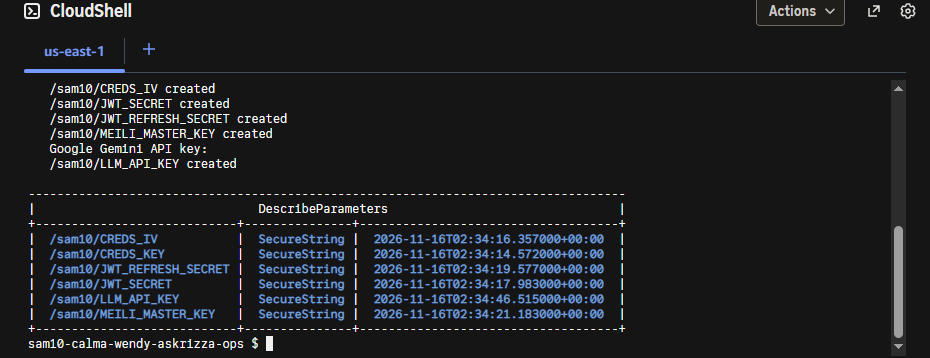 CloudShell
Actions
us-east-1
/sam10/CREDS_IV created
/sam10/JWT_SECRET created
/sam10/JWT_REFRESH_SECRET created
/sam10/MEILI_MASTER_KEY created
Google Gemini API key:
/sam10/LLM_API_KEY created
-------------------------------------------------------------------------------
| DescribeParameters |
+---------------------------+--------------+----------------------------------+
| /sam10/CREDS_IV | SecureString | 2026-11-16T02:34:16.357000+00:00 |
| /sam10/CREDS_KEY | SecureString | 2026-11-16T02:34:14.572000+00:00 |
| /sam10/JWT_REFRESH_SECRET | SecureString | 2026-11-16T02:34:19.577000+00:00 |
| /sam10/JWT_SECRET | SecureString | 2026-11-16T02:34:17.983000+00:00 |
| /sam10/LLM_API_KEY | SecureString | 2026-11-16T02:34:46.515000+00:00 |
| /sam10/MEILI_MASTER_KEY | SecureString | 2026-11-16T02:34:21.183000+00:00 |
+---------------------------+--------------+----------------------------------+
sam10-calma-wendy-askrizza-ops $